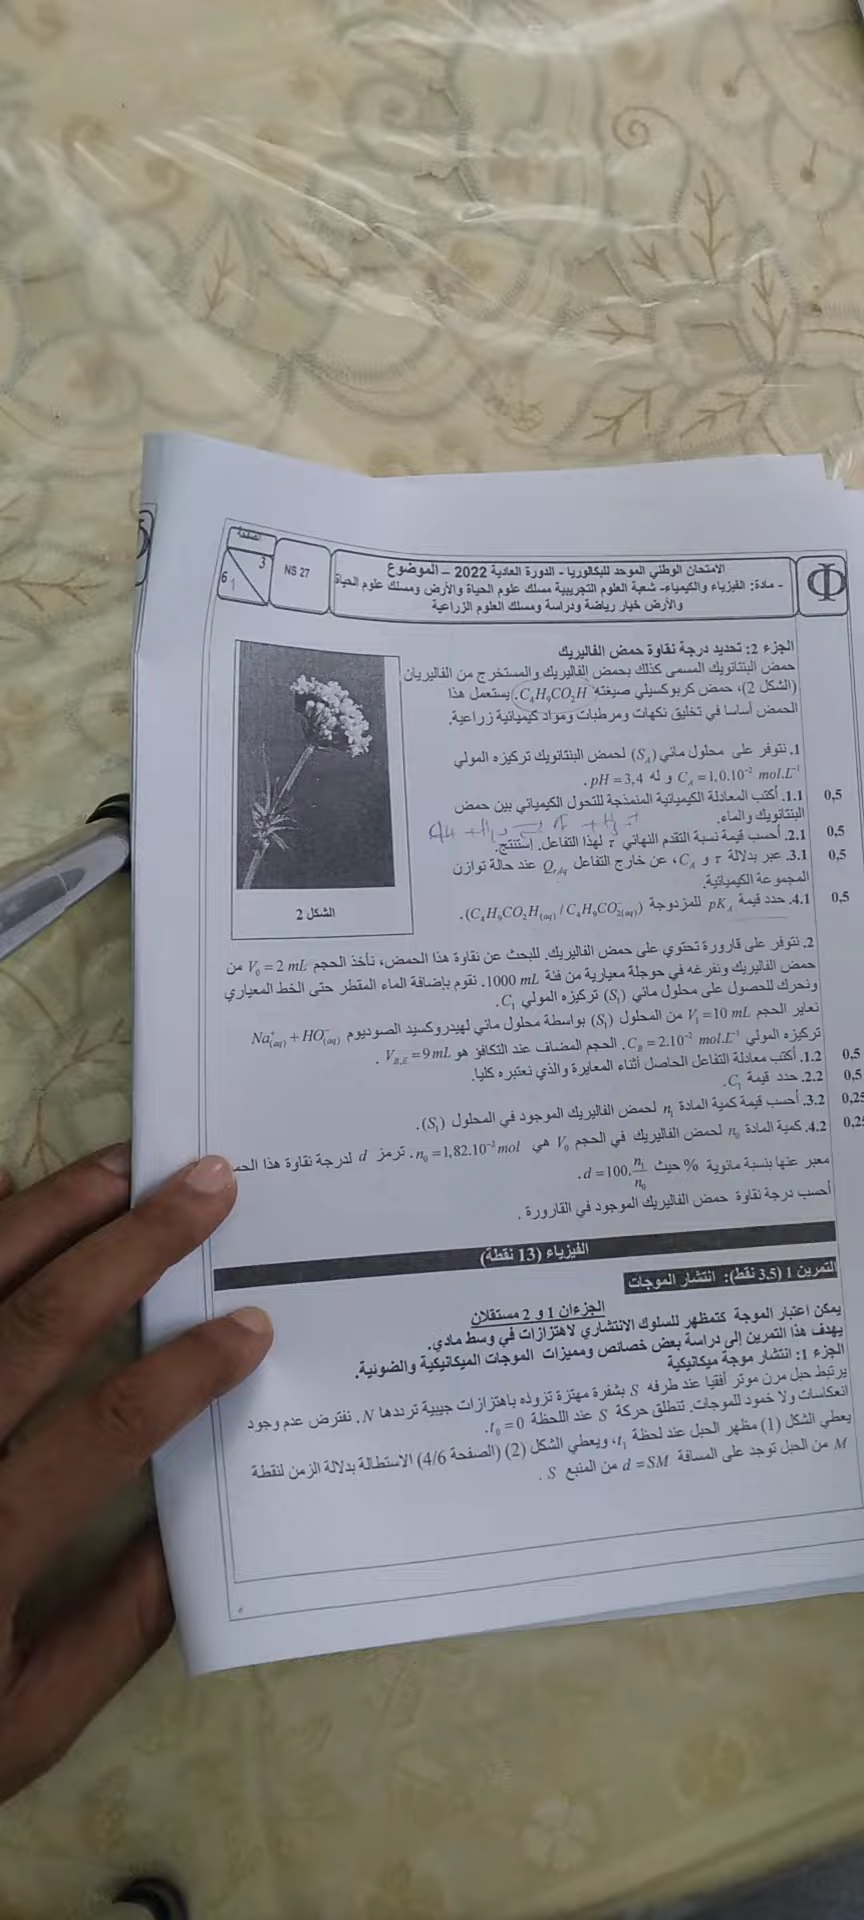 الصفحة
3
6
NS 27
الامتحان الوطني الموحد للبكالوريا - الدورة العادية 2022 – الموضوع
- مادة: الفيزياء والكيمياء- شعبة العلوم التجريبية مسلك علوم الحياة والأرض ومسلك علوم الحياة
والأرض خيار رياضة ودراسة ومسلك العلوم الزراعية
الجزء 2: تحديد درجة نقاوة حمض الفاليريك
حمض البنتانويك المسمى كذلك بحمض الفاليريك والمستخرج من الفاليريان
(الشكل 2)، حمض كربوكسيلي صيغته C₄H₉CO₂H. يستعمل هذا
الحمض أساسا في تخليق نكهات ومرطبات ومواد كيميائية زراعية.
الشكل 2
1. نتوفر على محلول مائي (S_A) لحمض البنتانويك تركيزه المولي
C_A = 1,0.10⁻² mol.L⁻¹ و له pH = 3,4 .
0,5 1.1. أكتب المعادلة الكيميائية المنمذجة للتحول الكيميائي بين حمض
البنتانويك والماء.
0,5 2.1. أحسب قيمة نسبة التقدم النهائي τ لهذا التفاعل. إستنتج.
0,5 3.1. عبر بدلالة τ و C_A، عن خارج التفاعل Q_r,éq عند حالة توازن
المجموعة الكيميائية.
0,5 4.1. حدد قيمة pK_A للمزدوجة (C₄H₉CO₂H(aq) / C₄H₉CO₂⁻(aq)).
2. نتوفر على قارورة تحتوي على حمض الفاليريك. للبحث عن نقاوة هذا الحمض، نأخذ الحجم V₀ = 2 mL من
حمض الفاليريك ونفرغه في حوجلة معيارية من فئة 1000 mL. نقوم بإضافة الماء المقطر حتى الخط المعياري
ونحرك للحصول على محلول مائي (S₁) تركيزه المولي C₁.
نعاير الحجم V₁ = 10 mL من المحلول (S₁) بواسطة محلول مائي لهيدروكسيد الصوديوم Na⁺(aq) + HO⁻(aq)
تركيزه المولي C_B = 2.10⁻² mol.L⁻¹. الحجم المضاف عند التكافؤ هو V_B,E = 9 mL .
0,5 1.2. أكتب معادلة التفاعل الحاصل أثناء المعايرة والذي نعتبره كليا.
0,5 2.2. حدد قيمة C₁.
0,25 3.2. أحسب قيمة كمية المادة n₁ لحمض الفاليريك الموجود في المحلول (S₁).
0,25 4.2. كمية المادة n₀ لحمض الفاليريك في الحجم V₀ هي n₀ = 1,82.10⁻² mol. ترمز d لدرجة نقاوة هذا
معبر عنها بنسبة مائوية % حيث d = 100.n₁/n₀.
أحسب درجة نقاوة حمض الفاليريك الموجود في القارورة .
الفيزياء (13 نقطة)
التمرين 1 (3.5 نقط): انتشار الموجات
الجزءان 1 و 2 مستقلان
يمكن اعتبار الموجة كتمظهر للسلوك الانتشاري لاهتزازات في وسط مادي.
يهدف هذا التمرين إلى دراسة بعض خصائص ومميزات الموجات الميكانيكية والضوئية.
الجزء 1: انتشار موجة ميكانيكية
يرتبط حبل مرن موتر أفقيا عند طرفه S بشفرة مهتزة تزوده باهتزازات جيبية ترددها N. نفترض عدم وجود
انعكاسات ولا خمود للموجات. تنطلق حركة S عند اللحظة t₀ = 0.
يعطي الشكل (1) مظهر الحبل عند لحظة t₁، ويعطي الشكل (2) (الصفحة 4/6) الاستطالة بدلالة الزمن لنقطة
M من الحبل توجد على المسافة d = SM من المنبع S .